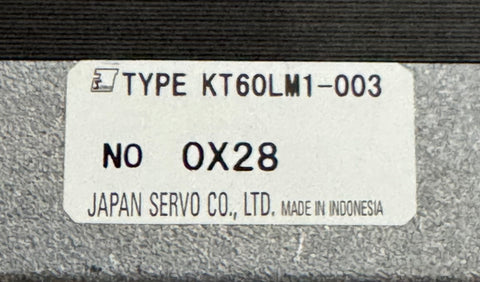 TYPE KT60LM1-003
NO 0X28
JAPAN SERVO CO., LTD. MADE IN INDONESIA